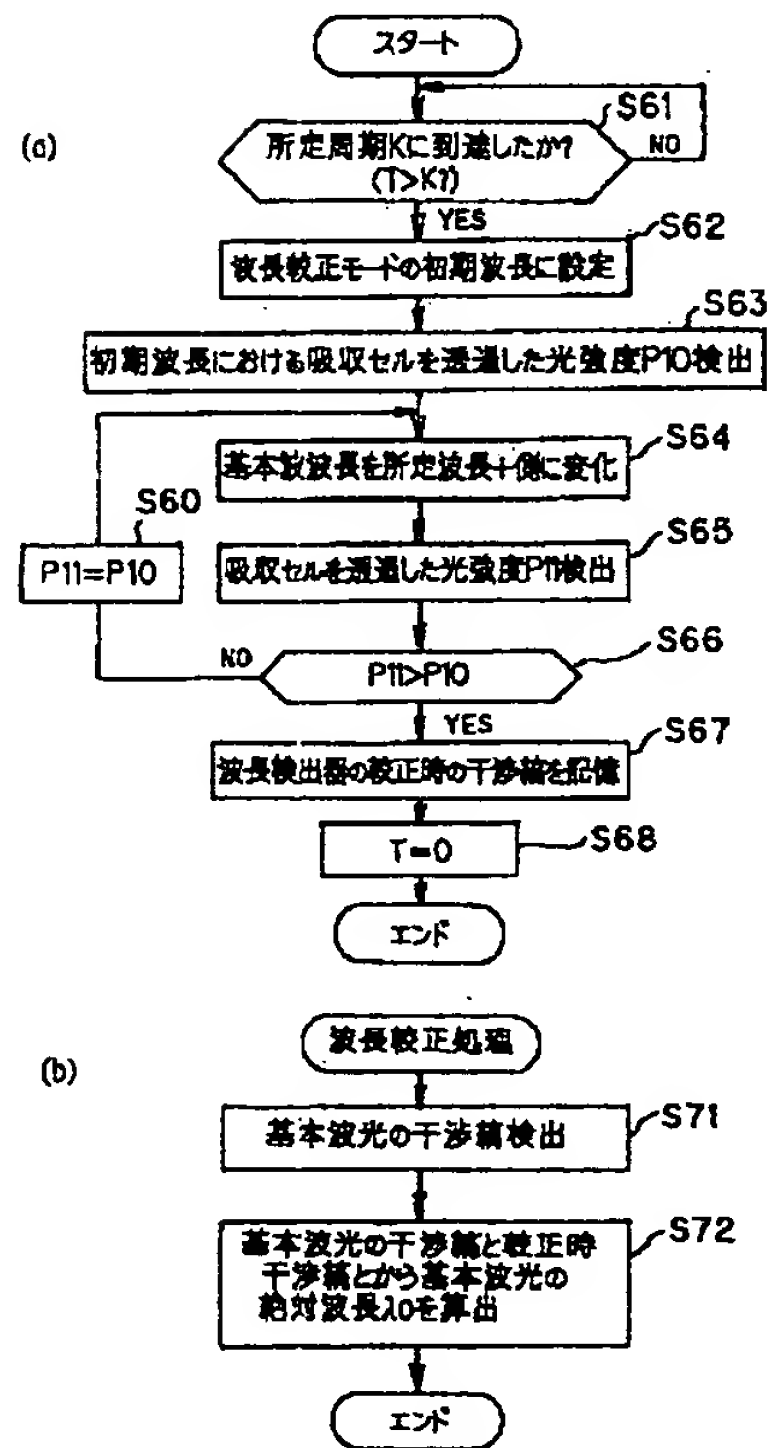 スタート
(a)
S61
所定周期Kに到達したか?
(T>K?)
NO
YES
S62
波長較正モードの初期波長に設定
S63
初期波長における吸収セルを透過した光強度P10検出
S64
基本波波長を所定波長+側に変化
S60
P11=P10
S65
吸収セルを透過した光強度P11検出
S66
NO
P11>P10
YES
S67
波長検出器の較正時の干渉縞を記憶
S68
T=0
エンド
(b)
波長較正処理
S71
基本波光の干渉縞検出
S72
基本波光の干渉縞と較正時
干渉縞とから基本波光の
絶対波長λ0を算出
エンド